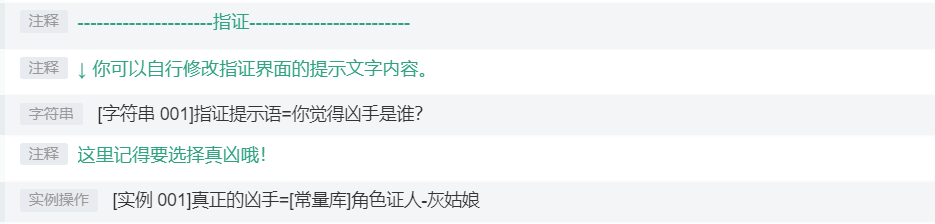 注释 ---------------------指证-------------------------
注释 ↓ 你可以自行修改指证界面的提示文字内容。
字符串 [字符串 001]指证提示语=你觉得凶手是谁?
注释 这里记得要选择真凶哦!
实例操作 [实例 001]真正的凶手=[常量库]角色证人-灰姑娘